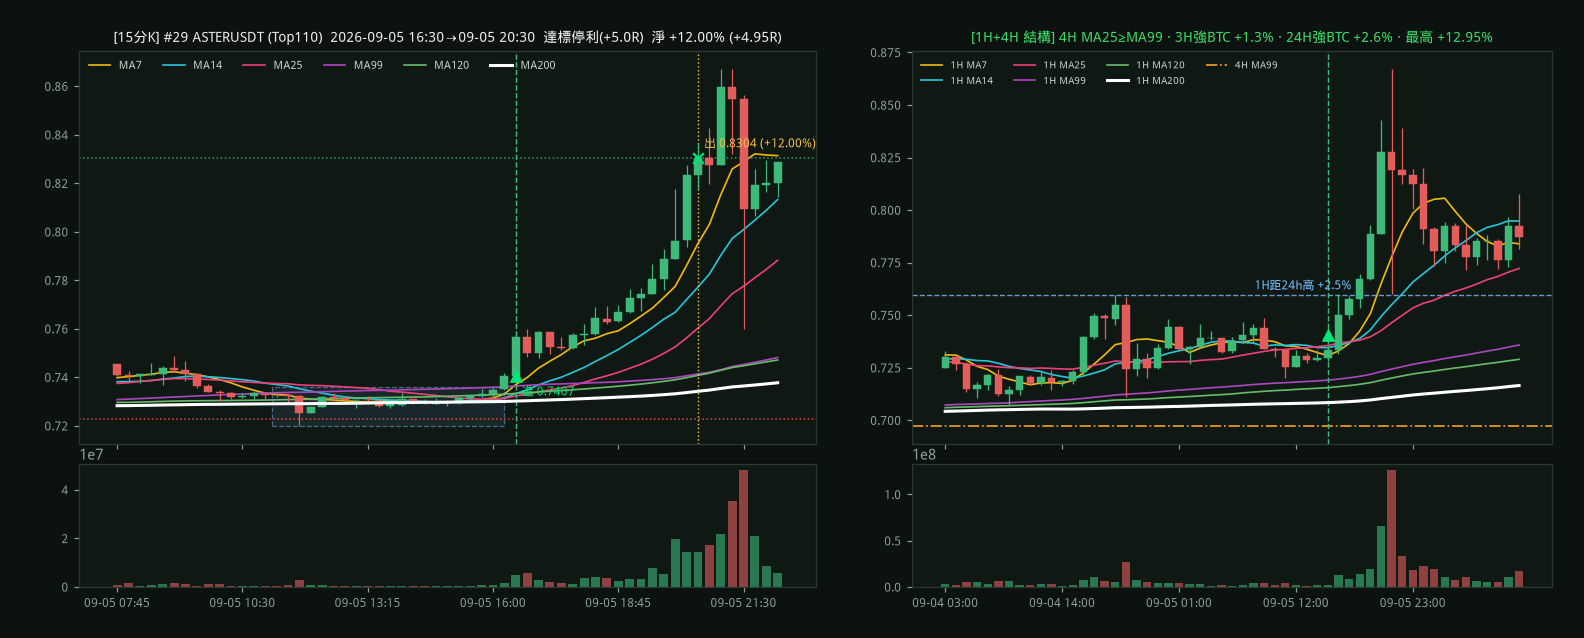 [15分K] #29 ASTERUSDT (Top110)  2026-09-05 16:30→09-05 20:30  達標停利(+5.0R)  淨 +12.00% (+4.95R)
MA7 MA14 MA25 MA99 MA120 MA200
0.86
0.84
0.82
0.80
0.78
0.76
0.74
0.72
出 0.8304 (+12.00%)
0.7407
1e7
4
2
0
09-05 07:45 09-05 10:30 09-05 13:15 09-05 16:00 09-05 18:45 09-05 21:30
[1H+4H 結構] 4H MA25≥MA99 · 3H強BTC +1.3% · 24H強BTC +2.6% · 最高 +12.95%
1H MA7 1H MA25 1H MA120 4H MA99
1H MA14 1H MA99 1H MA200
0.875
0.850
0.825
0.800
0.775
0.750
0.725
0.700
1H距24h高 +2.5%
1e8
1.0
0.5
0.0
09-04 03:00 09-04 14:00 09-05 01:00 09-05 12:00 09-05 23:00